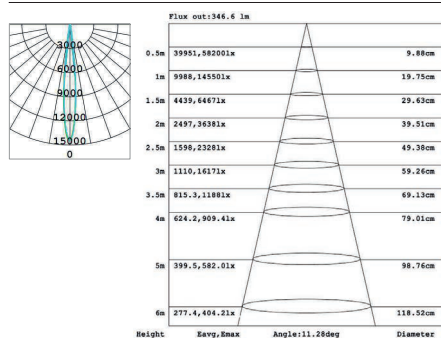 Flux out:346.6 lm
3000
6000
9000
12000
15000
0
0.5m 39951,58200lx 9.88cm
1m 9988,14550lx 19.75cm
1.5m 4439,6467lx 29.63cm
2m 2497,3638lx 39.51cm
2.5m 1598,2328lx 49.38cm
3m 1110,1617lx 59.26cm
3.5m 815.3,1188lx 69.13cm
4m 624.2,909.4lx 79.01cm
5m 399.5,582.0lx 98.76cm
6m 277.4,404.2lx 118.52cm
Height Eavg,Emax Angle:11.28deg Diameter